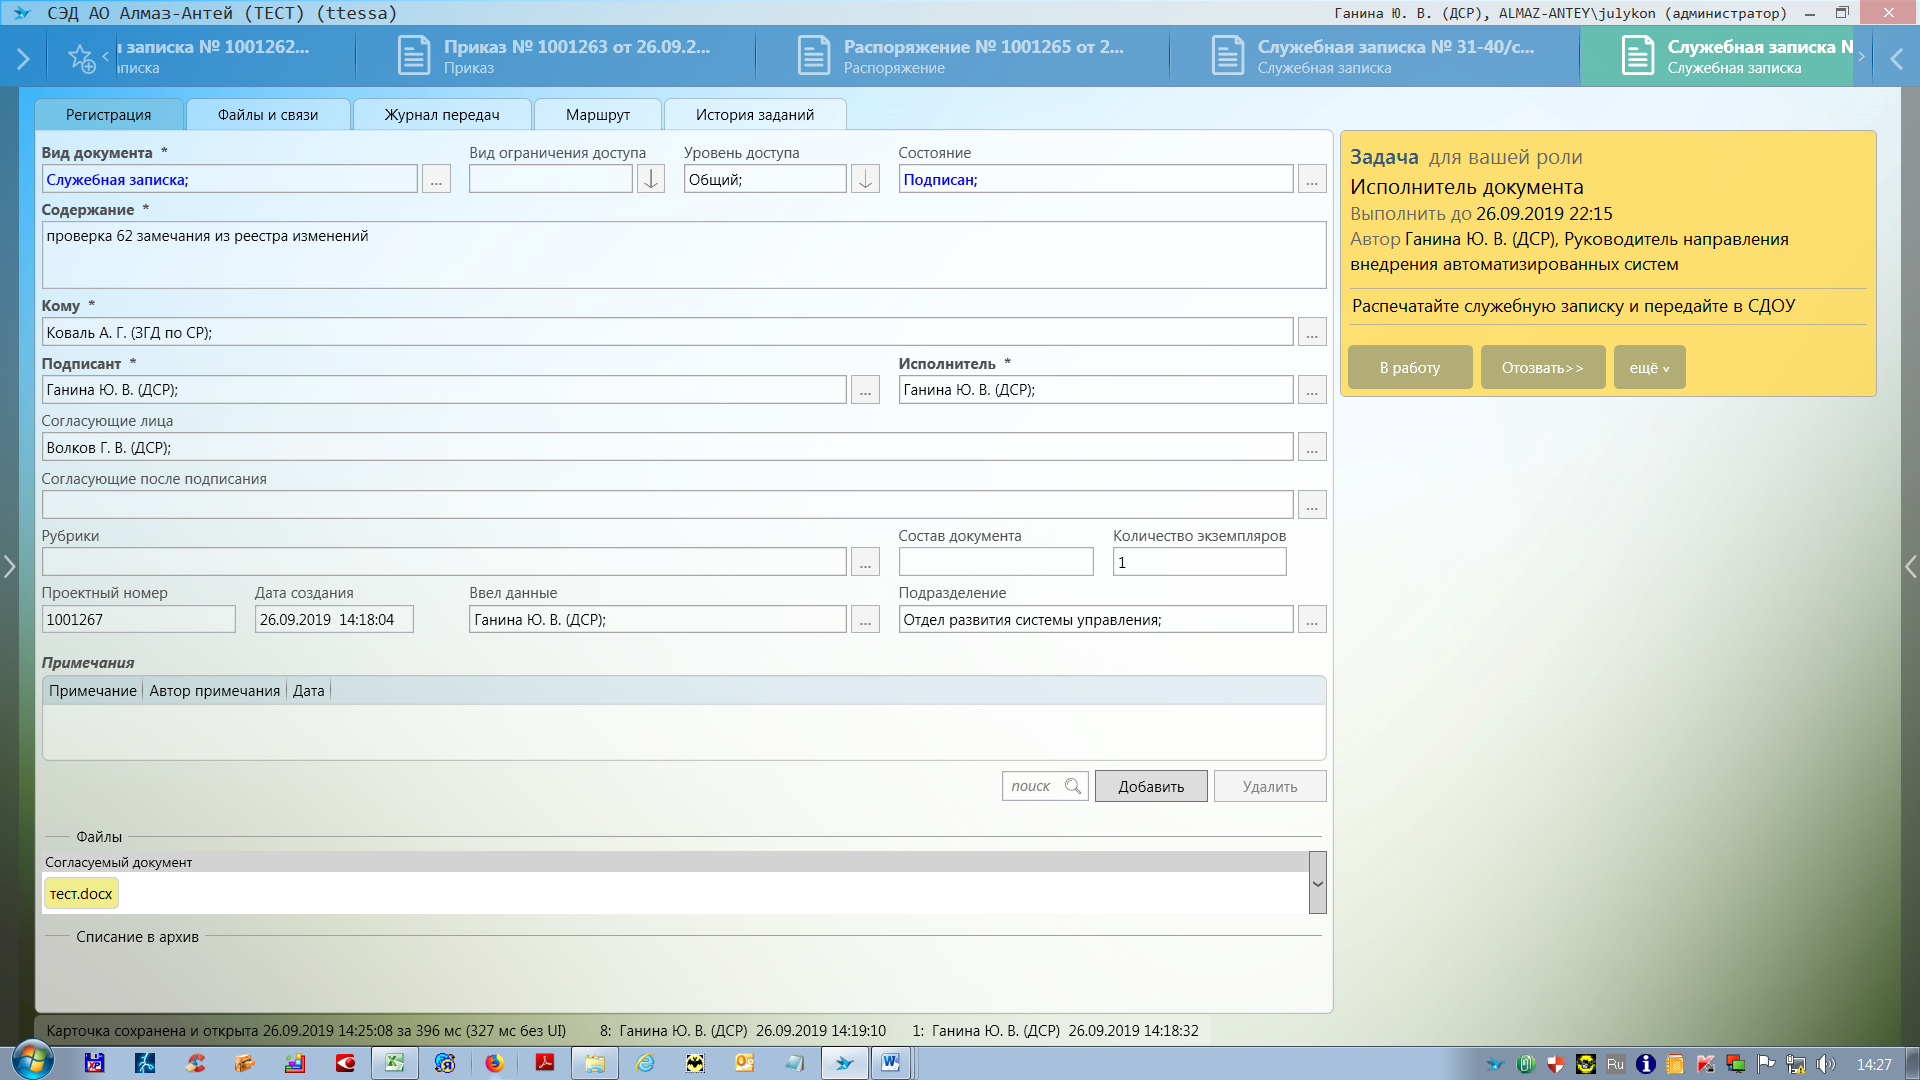 СЭД АО Алмаз-Антей (ТЕСТ) (ttessa)
Ганина Ю. В. (ДСР), ALMAZ-ANTEY\julykon (администратор)
записка № 1001262...
Приказ № 1001263 от 26.09.2...
Приказ
Распоряжение № 1001265 от 2...
Распоряжение
Служебная записка № 31-40/с...
Служебная записка
Служебная записка N
Служебная записка
Регистрация
Файлы и связи
Журнал передач
Маршрут
История заданий
Вид документа *
Вид ограничения доступа
Уровень доступа
Состояние
Служебная записка;
...
Общий;
Подписан;
...
Содержание *
проверка 62 замечания из реестра изменений
Кому *
Коваль А. Г. (ЗГД по СР);
...
Подписант *
Исполнитель *
Ганина Ю. В. (ДСР);
...
Ганина Ю. В. (ДСР);
...
Согласующие лица
Волков Г. В. (ДСР);
...
Согласующие после подписания
...
Рубрики
Состав документа
Количество экземпляров
...
1
Проектный номер
Дата создания
Ввел данные
Подразделение
1001267
26.09.2019 14:18:04
Ганина Ю. В. (ДСР);
...
Отдел развития системы управления;
...
Примечания
Примечание
Автор примечания
Дата
поиск
Добавить
Удалить
Файлы
Согласуемый документ
тест.docx
Списание в архив
Задача для вашей роли
Исполнитель документа
Выполнить до 26.09.2019 22:15
Автор Ганина Ю. В. (ДСР), Руководитель направления
внедрения автоматизированных систем
Распечатайте служебную записку и передайте в СДОУ
В работу
Отозвать>>
ещё
Карточка сохранена и открыта 26.09.2019 14:25:08 за 396 мс (327 мс без UI)
8: Ганина Ю. В. (ДСР) 26.09.2019 14:19:10
1: Ганина Ю. В. (ДСР) 26.09.2019 14:18:32
Ru
14:27